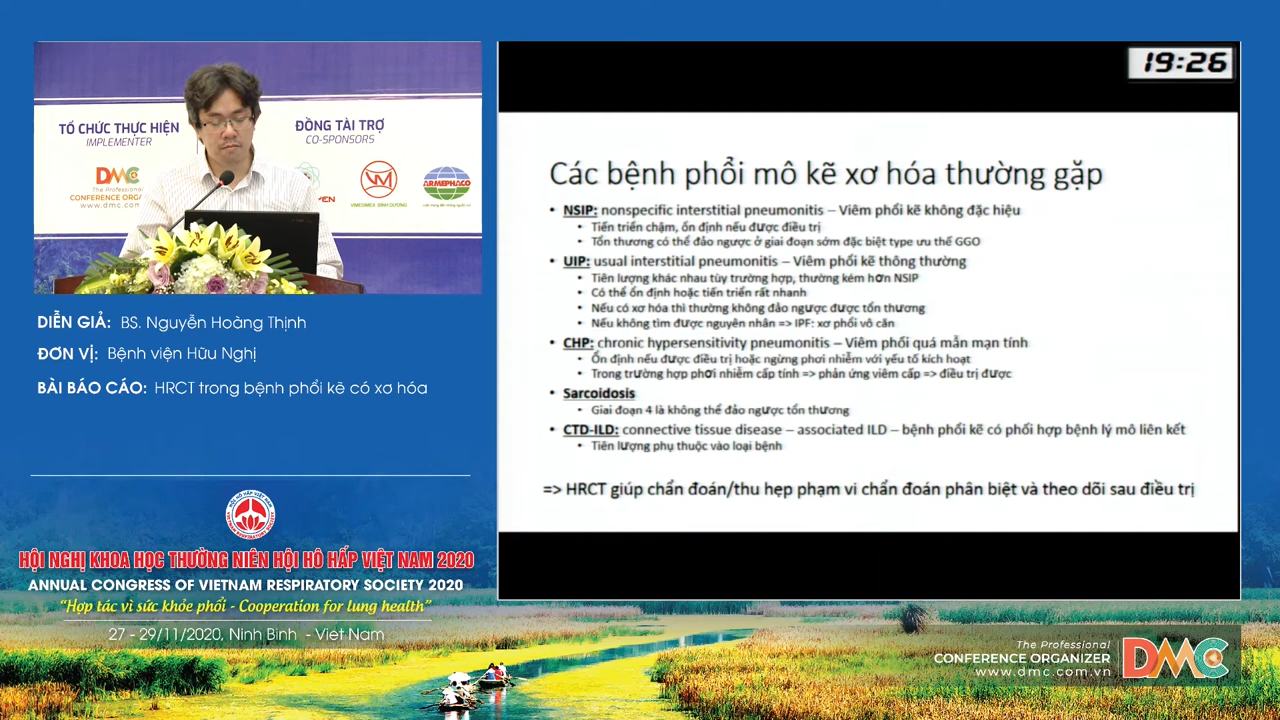 TỔ CHỨC THỰC HIỆN
IMPLEMENTER
ĐỒNG TÀI TRỢ
CO-SPONSORS
DMC
The Professional
CONFERENCE ORGA
www.dmc.com
VIMEDIMEX BÌNH DƯƠNG
ARMEPHACO
DIỄN GIẢ: BS. Nguyễn Hoàng Thịnh
ĐƠN VỊ: Bệnh viện Hữu Nghị
BÀI BÁO CÁO: HRCT trong bệnh phổi kẽ có xơ hóa
HỘI NGHỊ KHOA HỌC THƯỜNG NIÊN HỘI HÔ HẤP VIỆT NAM 2020
ANNUAL CONGRESS OF VIETNAM RESPIRATORY SOCIETY 2020
"Hợp tác vì sức khỏe phổi - Cooperation for lung health"
27 - 29/11/2020, Ninh Bình - Viet Nam
19:26
Các bệnh phổi mô kẽ xơ hóa thường gặp
• NSIP: nonspecific interstitial pneumonitis – Viêm phổi kẽ không đặc hiệu
• Tiến triển chậm, ổn định nếu được điều trị
• Tổn thương có thể đảo ngược ở giai đoạn sớm đặc biệt type ưu thế GGO
• UIP: usual interstitial pneumonitis – Viêm phổi kẽ thông thường
• Tiên lượng khác nhau tùy trường hợp, thường kém hơn NSIP
• Có thể ổn định hoặc tiến triển rất nhanh
• Nếu có xơ hóa thì thường không đảo ngược được tổn thương
• Nếu không tìm được nguyên nhân => IPF: xơ phổi vô căn
• CHP: chronic hypersensitivity pneumonitis – Viêm phổi quá mẫn mạn tính
• Ổn định nếu được điều trị hoặc ngừng phơi nhiễm với yếu tố kích hoạt
• Trong trường hợp phơi nhiễm cấp tính => phản ứng viêm cấp => điều trị được
• Sarcoidosis
• Giai đoạn 4 là không thể đảo ngược tổn thương
• CTD-ILD: connective tissue disease – associated ILD – bệnh phổi kẽ có phối hợp bệnh lý mô liên kết
• Tiên lượng phụ thuộc vào loại bệnh
=> HRCT giúp chẩn đoán/thu hẹp phạm vi chẩn đoán phân biệt và theo dõi sau điều trị
The Professional
CONFERENCE ORGANIZER
www.dmc.com.vn
DMC